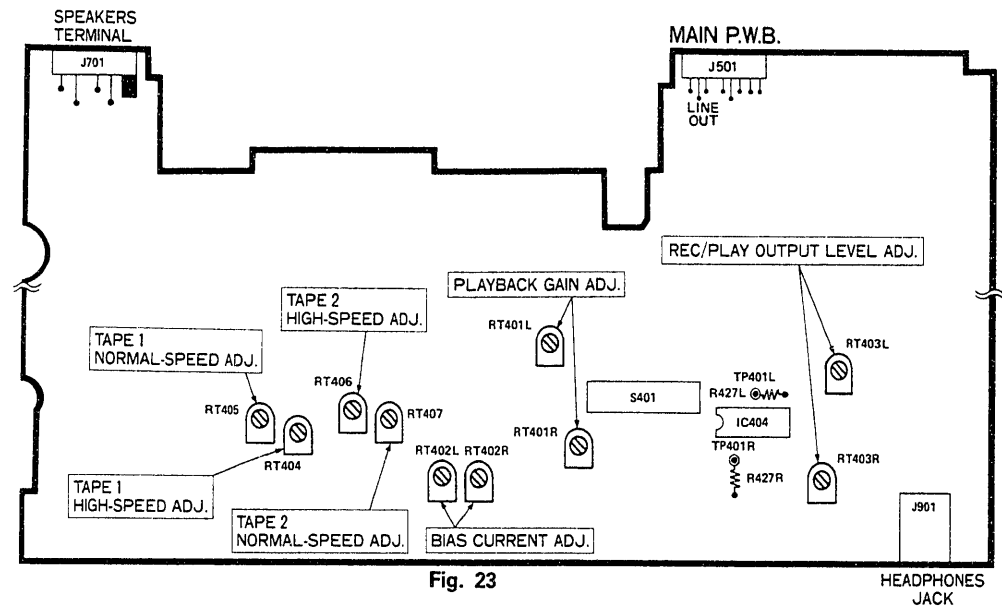 SPEAKERS
TERMINAL
J701
MAIN P.W.B.
J501
LINE
OUT
REC/PLAY OUTPUT LEVEL ADJ.
PLAYBACK GAIN ADJ.
TAPE 2
HIGH-SPEED ADJ.
TAPE 1
NORMAL-SPEED ADJ.
RT401L
RT403L
RT406
TP401L
R427L
S401
RT405
RT407
IC404
RT404
RT401R
TP401R
RT402L RT402R
RT403R
R427R
TAPE 1
HIGH-SPEED ADJ.
TAPE 2
NORMAL-SPEED ADJ.
BIAS CURRENT ADJ.
J901
Fig. 23
HEADPHONES
JACK